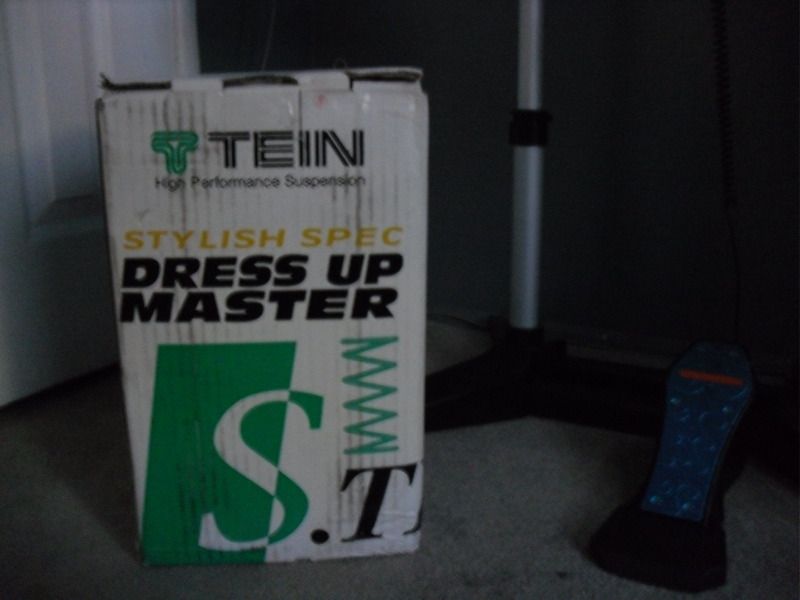 TEIN
High Performance Suspension
STYLISH SPEC
DRESS UP
MASTER
S.T